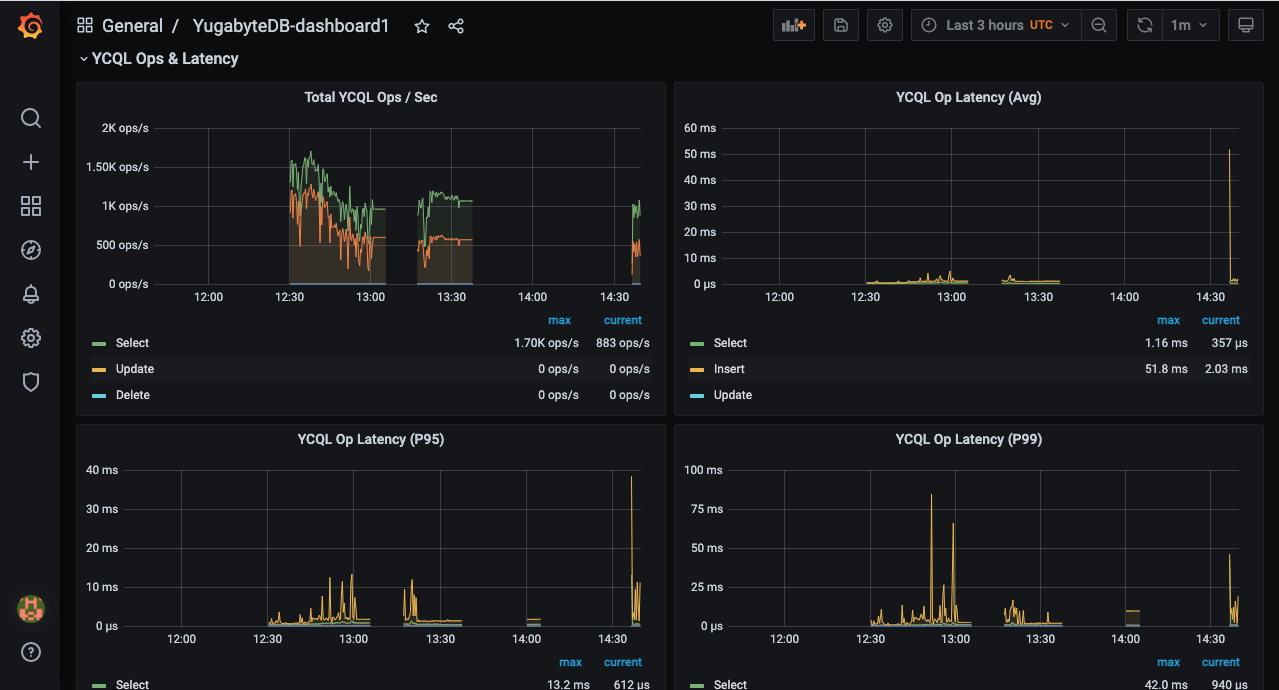 General / YugabyteDB-dashboard1
Last 3 hours UTC
1m
YCQL Ops & Latency
Total YCQL Ops / Sec
2K ops/s
1.50K ops/s
1K ops/s
500 ops/s
0 ops/s
12:00 12:30 13:00 13:30 14:00 14:30
max current
Select 1.70K ops/s 883 ops/s
Update 0 ops/s 0 ops/s
Delete 0 ops/s 0 ops/s
YCQL Op Latency (Avg)
60 ms
50 ms
40 ms
30 ms
20 ms
10 ms
0 µs
12:00 12:30 13:00 13:30 14:00 14:30
max current
Select 1.16 ms 357 µs
Insert 51.8 ms 2.03 ms
Update
YCQL Op Latency (P95)
40 ms
30 ms
20 ms
10 ms
0 µs
12:00 12:30 13:00 13:30 14:00 14:30
max current
Select 13.2 ms 612 µs
YCQL Op Latency (P99)
100 ms
75 ms
50 ms
25 ms
0 µs
12:00 12:30 13:00 13:30 14:00 14:30
max current
Select 42.0 ms 940 µs